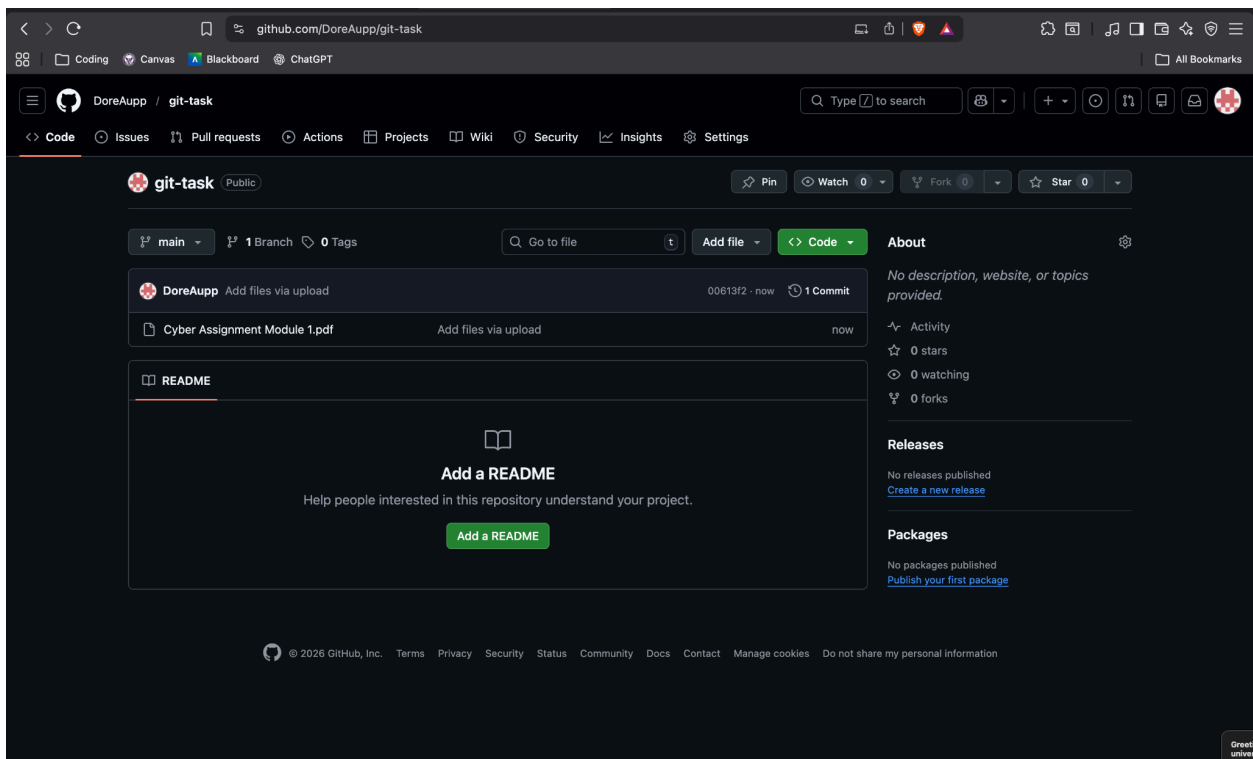 github.com/DoreAupp/git-task
Coding Canvas Blackboard ChatGPT All Bookmarks
DoreAupp / git-task Type / to search
Code Issues Pull requests Actions Projects Wiki Security Insights Settings
git-task Public Pin Watch 0 Fork 0 Star 0
main 1 Branch 0 Tags Go to file t Add file Code About
No description, website, or topics
provided.
DoreAupp Add files via upload 00613f2 · now 1 Commit
Cyber Assignment Module 1.pdf Add files via upload now
Activity
0 stars
0 watching
0 forks
README
Add a README
Help people interested in this repository understand your project.
Add a README
Releases
No releases published
Create a new release
Packages
No packages published
Publish your first package
© 2026 GitHub, Inc. Terms Privacy Security Status Community Docs Contact Manage cookies Do not share my personal information